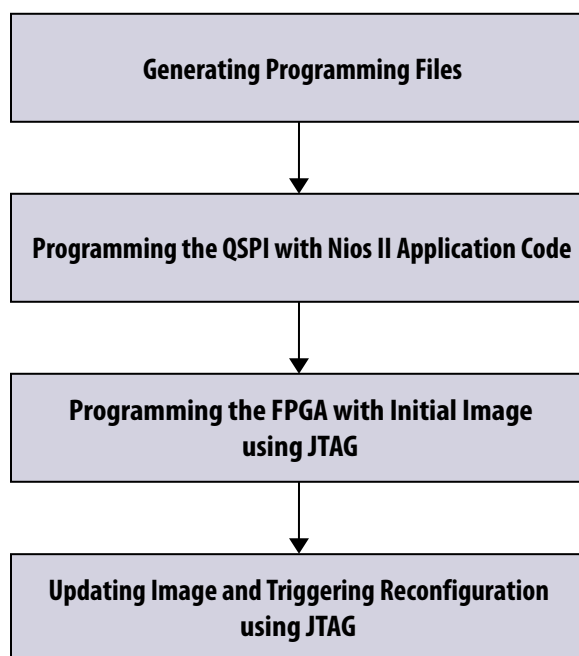 Generating Programming Files
Programming the QSPI with Nios II Application Code
Programming the FPGA with Initial Image
using JTAG
Updating Image and Triggering Reconfiguration
using JTAG